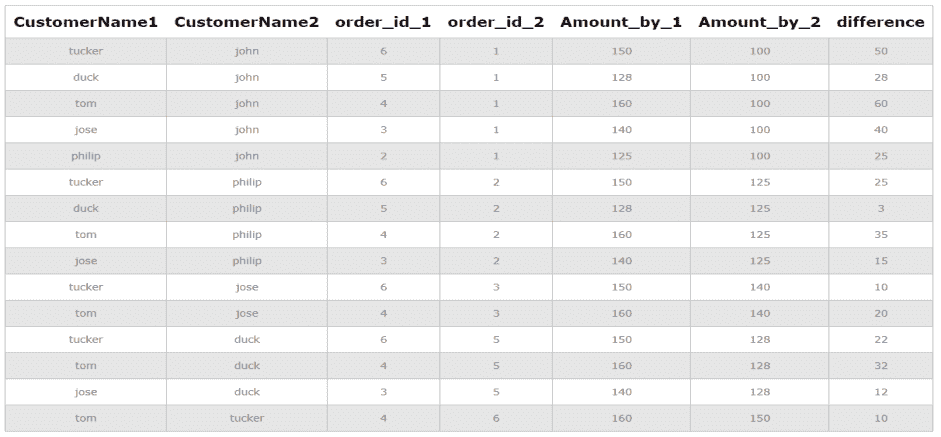 CustomerName1 CustomerName2 order_id_1 order_id_2 Amount_by_1 Amount_by_2 difference
tucker john 6 1 150 100 50
duck john 5 1 128 100 28
tom john 4 1 160 100 60
jose john 3 1 140 100 40
philip john 2 1 125 100 25
tucker philip 6 2 150 125 25
duck philip 5 2 128 125 3
tom philip 4 2 160 125 35
jose philip 3 2 140 125 15
tucker jose 6 3 150 140 10
tom jose 4 3 160 140 20
tucker duck 6 5 150 128 22
tom duck 4 5 160 128 32
jose duck 3 5 140 128 12
tom tucker 4 6 160 150 10